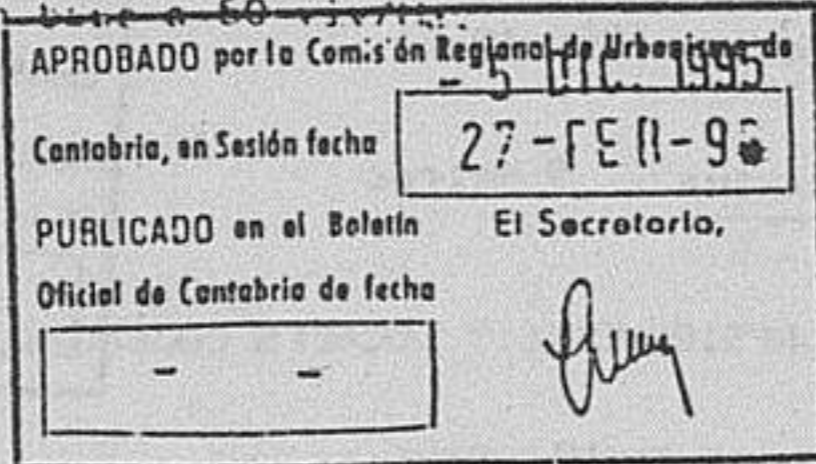 APROBADO por la Comisión Regional de Urbanismo de
- 5 DIC. 1995
Cantabria, en Sesión fecha
27-FEB-96
PUBLICADO en el Boletín
El Secretario,
Oficial de Cantabria de fecha
- -